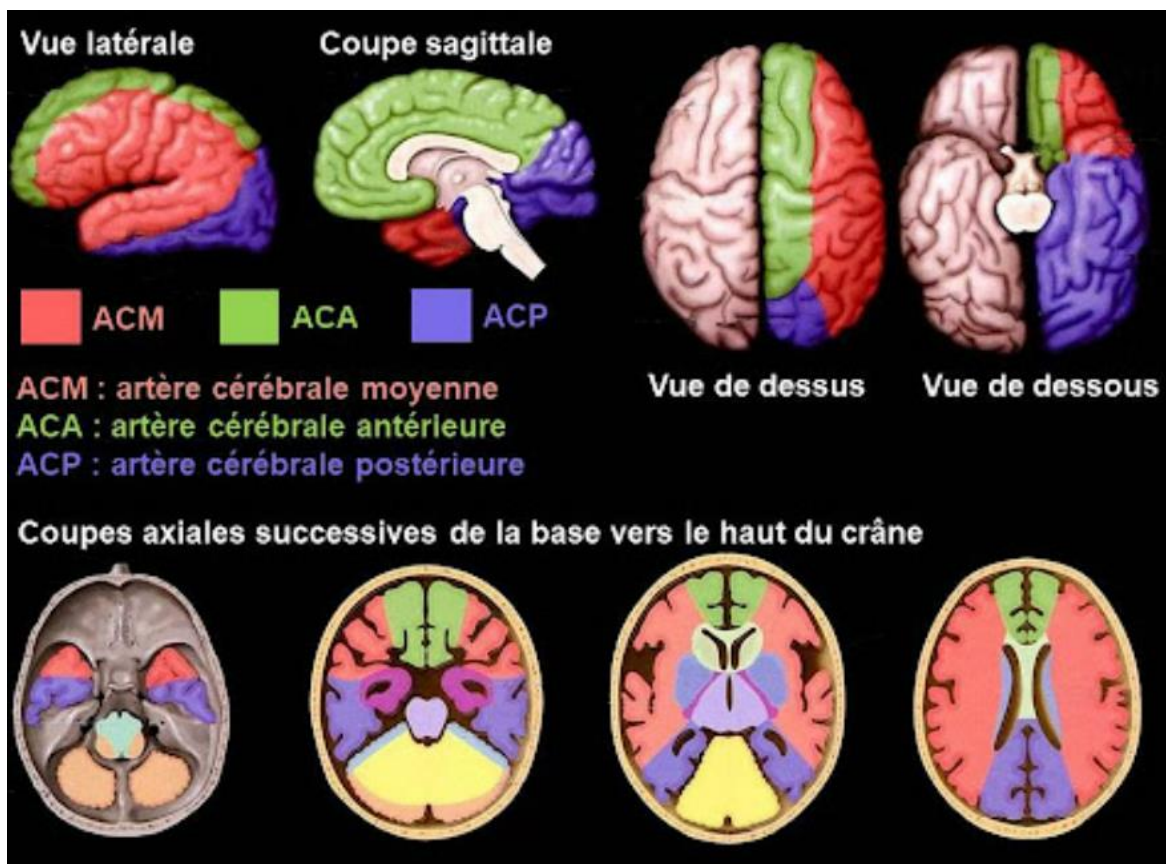 Vue latérale
Coupe sagittale
ACM
ACA
ACP
ACM : artère cérébrale moyenne
ACA : artère cérébrale antérieure
ACP : artère cérébrale postérieure
Vue de dessus
Vue de dessous
Coupes axiales successives de la base vers le haut du crâne